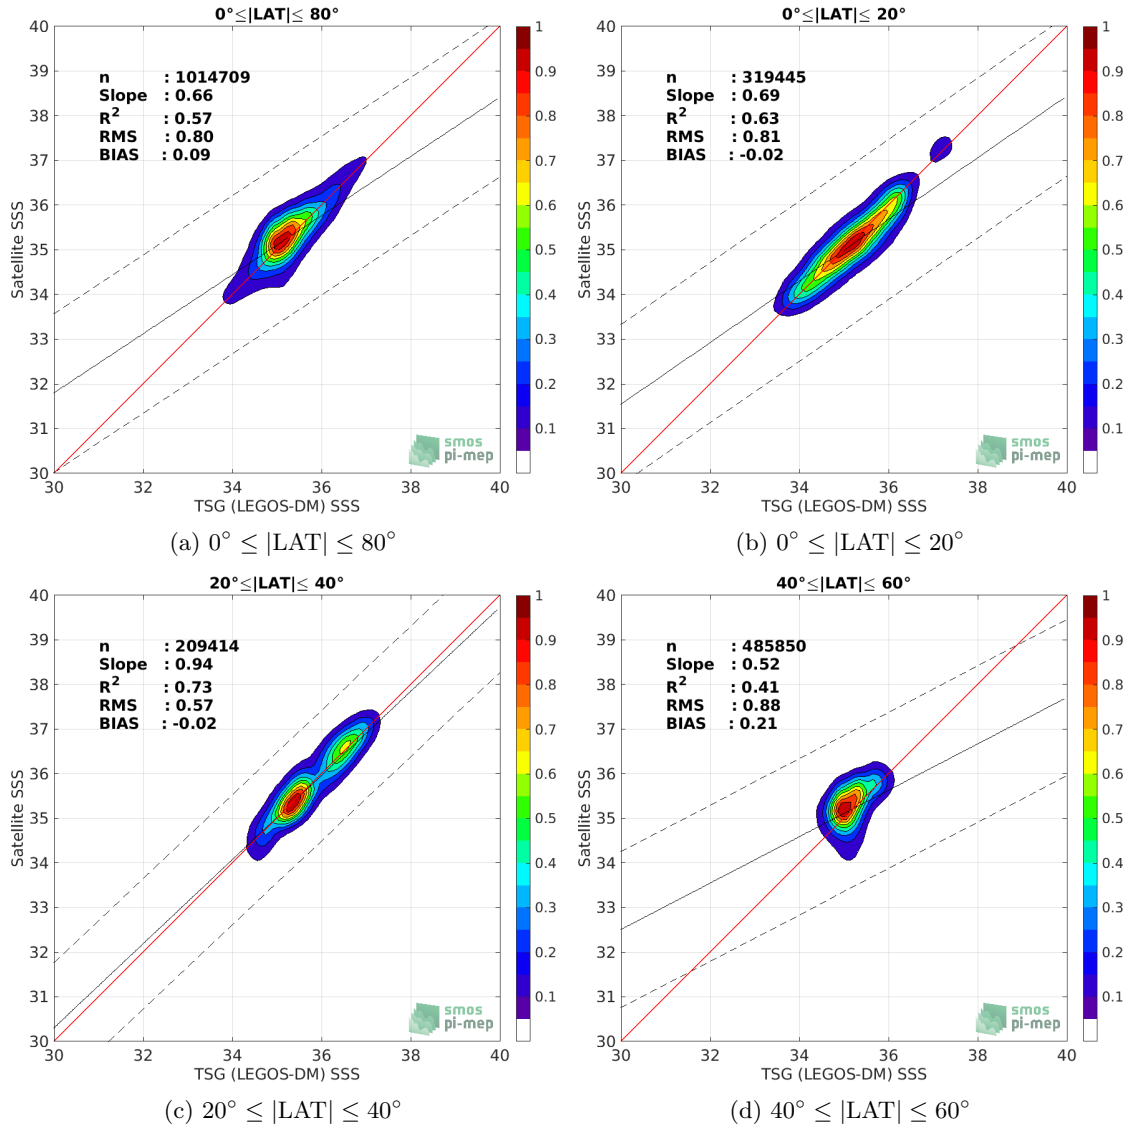 0°≤|LAT|≤ 80°
n : 1014709
Slope : 0.66
R² : 0.57
RMS : 0.80
BIAS : 0.09
40
39
38
37
36
35
34
33
32
31
30
30 32 34 36 38 40
Satellite SSS
TSG (LEGOS-DM) SSS
smos
pi-mep
1
0.9
0.8
0.7
0.6
0.5
0.4
0.3
0.2
0.1
(a) 0° ≤ |LAT| ≤ 80°
0°≤|LAT|≤ 20°
n : 319445
Slope : 0.69
R² : 0.63
RMS : 0.81
BIAS : -0.02
40
39
38
37
36
35
34
33
32
31
30
30 32 34 36 38 40
Satellite SSS
TSG (LEGOS-DM) SSS
smos
pi-mep
1
0.9
0.8
0.7
0.6
0.5
0.4
0.3
0.2
0.1
(b) 0° ≤ |LAT| ≤ 20°
20°≤|LAT|≤ 40°
n : 209414
Slope : 0.94
R² : 0.73
RMS : 0.57
BIAS : -0.02
40
39
38
37
36
35
34
33
32
31
30
30 32 34 36 38 40
Satellite SSS
TSG (LEGOS-DM) SSS
smos
pi-mep
1
0.9
0.8
0.7
0.6
0.5
0.4
0.3
0.2
0.1
(c) 20° ≤ |LAT| ≤ 40°
40°≤|LAT|≤ 60°
n : 485850
Slope : 0.52
R² : 0.41
RMS : 0.88
BIAS : 0.21
40
39
38
37
36
35
34
33
32
31
30
30 32 34 36 38 40
Satellite SSS
TSG (LEGOS-DM) SSS
smos
pi-mep
1
0.9
0.8
0.7
0.6
0.5
0.4
0.3
0.2
0.1
(d) 40° ≤ |LAT| ≤ 60°